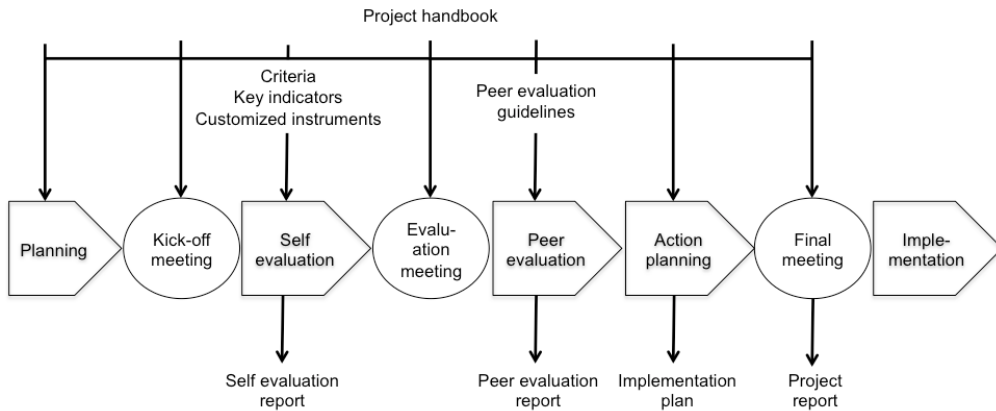 Project handbook
Criteria
Key indicators
Customized instruments
Peer evaluation
guidelines
Planning
Kick-off
meeting
Self
evaluation
Evalu-
ation
meeting
Peer
evaluation
Action
planning
Final
meeting
Imple-
mentation
Self evaluation
report
Peer evaluation
report
Implementation
plan
Project
report